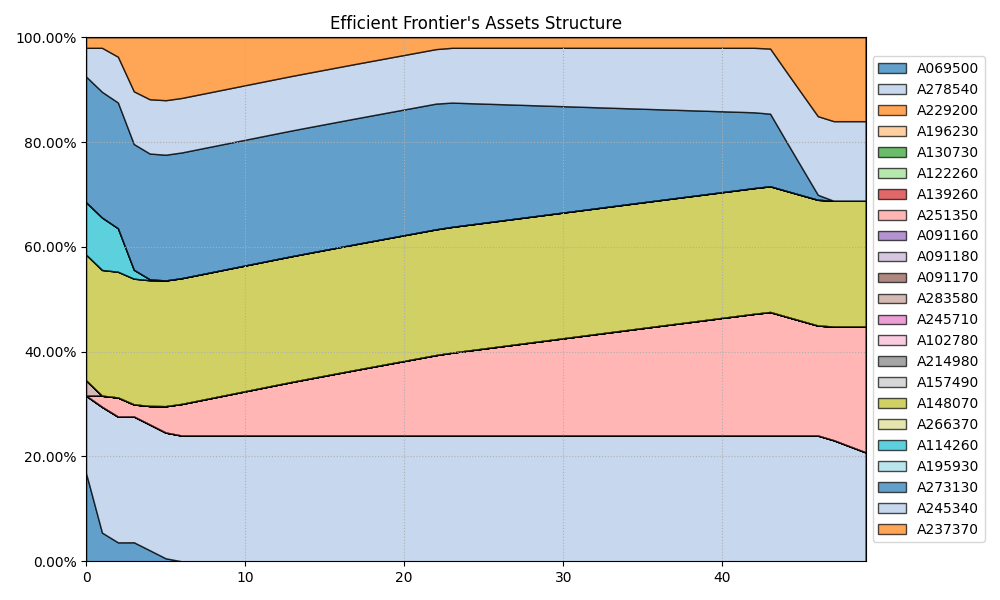 Efficient Frontier's Assets Structure
100.00%
80.00%
60.00%
40.00%
20.00%
0.00%
0
10
20
30
40
A069500
A278540
A229200
A196230
A130730
A122260
A139260
A251350
A091160
A091180
A091170
A283580
A245710
A102780
A214980
A157490
A148070
A266370
A114260
A195930
A273130
A245340
A237370